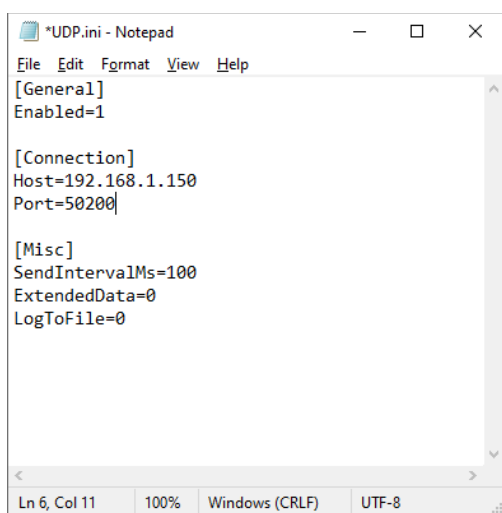 *UDP.ini - Notepad
File Edit Format View Help
[General]
Enabled=1
[Connection]
Host=192.168.1.150
Port=50200
[Misc]
SendIntervalMs=100
ExtendedData=0
LogToFile=0
Ln 6, Col 11 100% Windows (CRLF) UTF-8